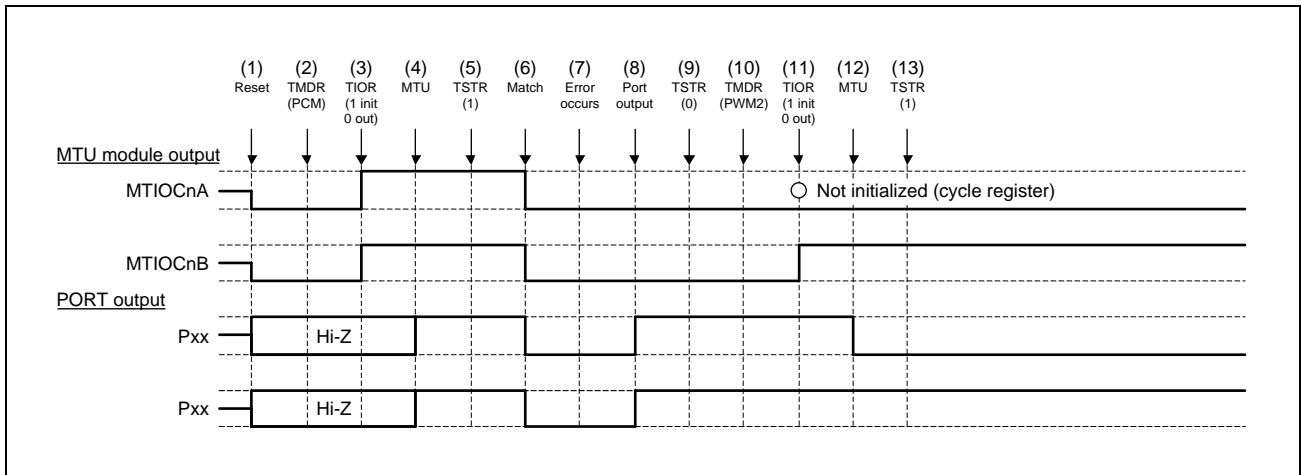 (1) (2) (3) (4) (5) (6) (7) (8) (9) (10) (11) (12) (13)
Reset TMDR TIOR MTU TSTR Match Error Port TSTR TMDR TIOR MTU TSTR
(PCM) (1 init (1) occurs output (0) (PWM2) (1 init (1)
0 out) 0 out)
MTU module output
MTIOCnA
Not initialized (cycle register)
MTIOCnB
PORT output
Pxx
Hi-Z
Pxx
Hi-Z